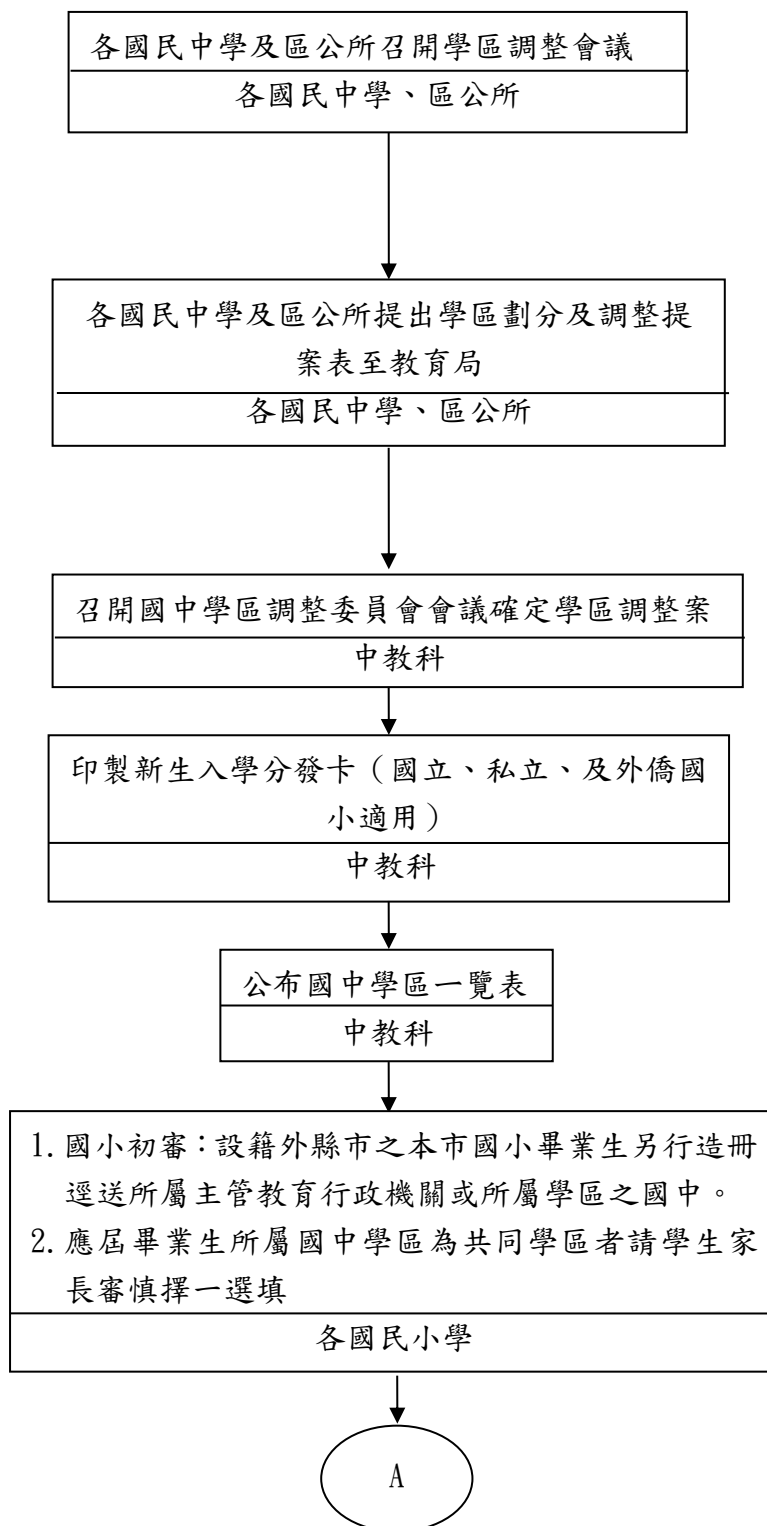 各國民中學及區公所召開學區調整會議
各國民中學、區公所
各國民中學及區公所提出學區劃分及調整提
案表至教育局
各國民中學、區公所
召開國中學區調整委員會會議確定學區調整案
中教科
印製新生入學分發卡（國立、私立、及外僑國
小適用）
中教科
公布國中學區一覽表
中教科
1. 國小初審：設籍外縣市之本市國小畢業生另行造冊
逕送所屬主管教育行政機關或所屬學區之國中。
2. 應屆畢業生所屬國中學區為共同學區者請學生家
長審慎擇一選填
各國民小學
A